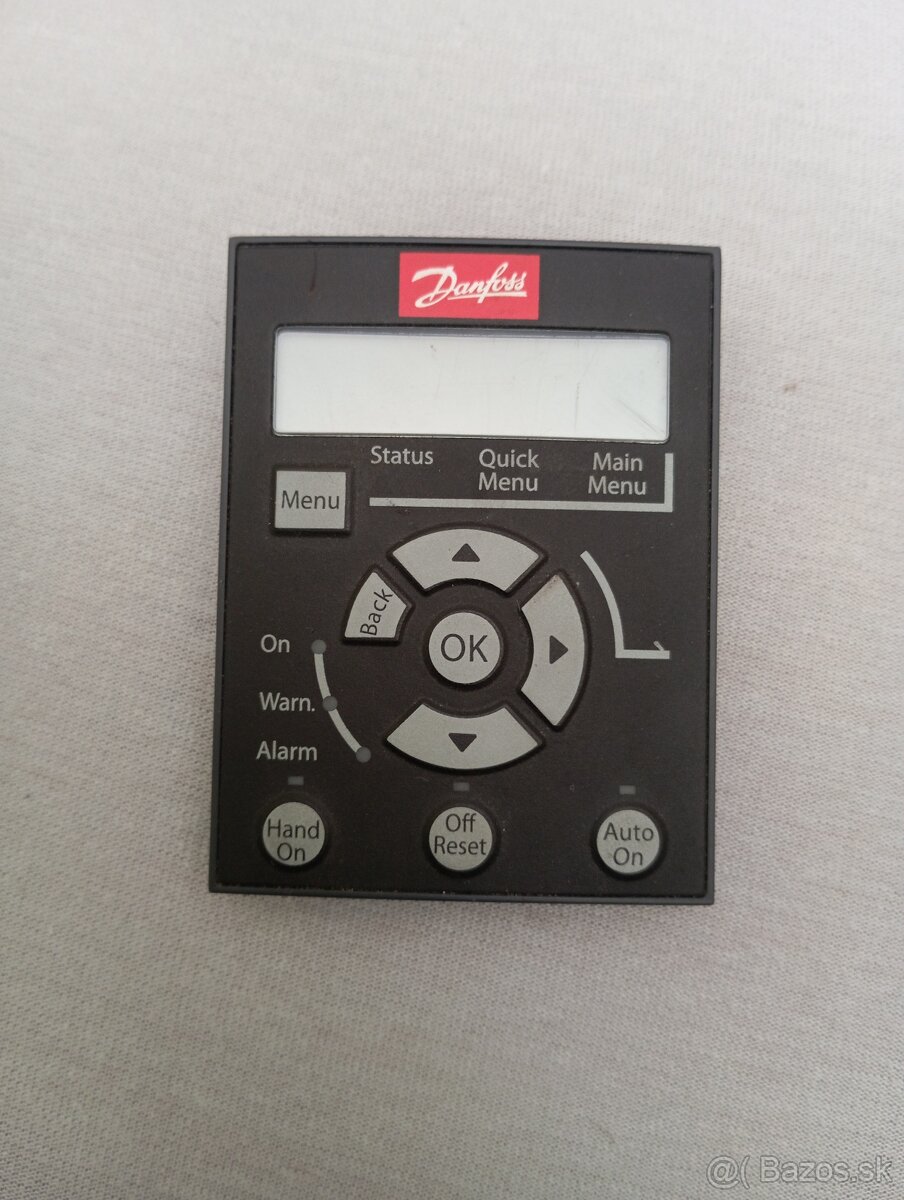 Danfoss
Status
Quick
Menu
Main
Menu
Menu
Back
OK
On
Warn.
Alarm
Hand
On
Off
Reset
Auto
On
@( Bazos.sk